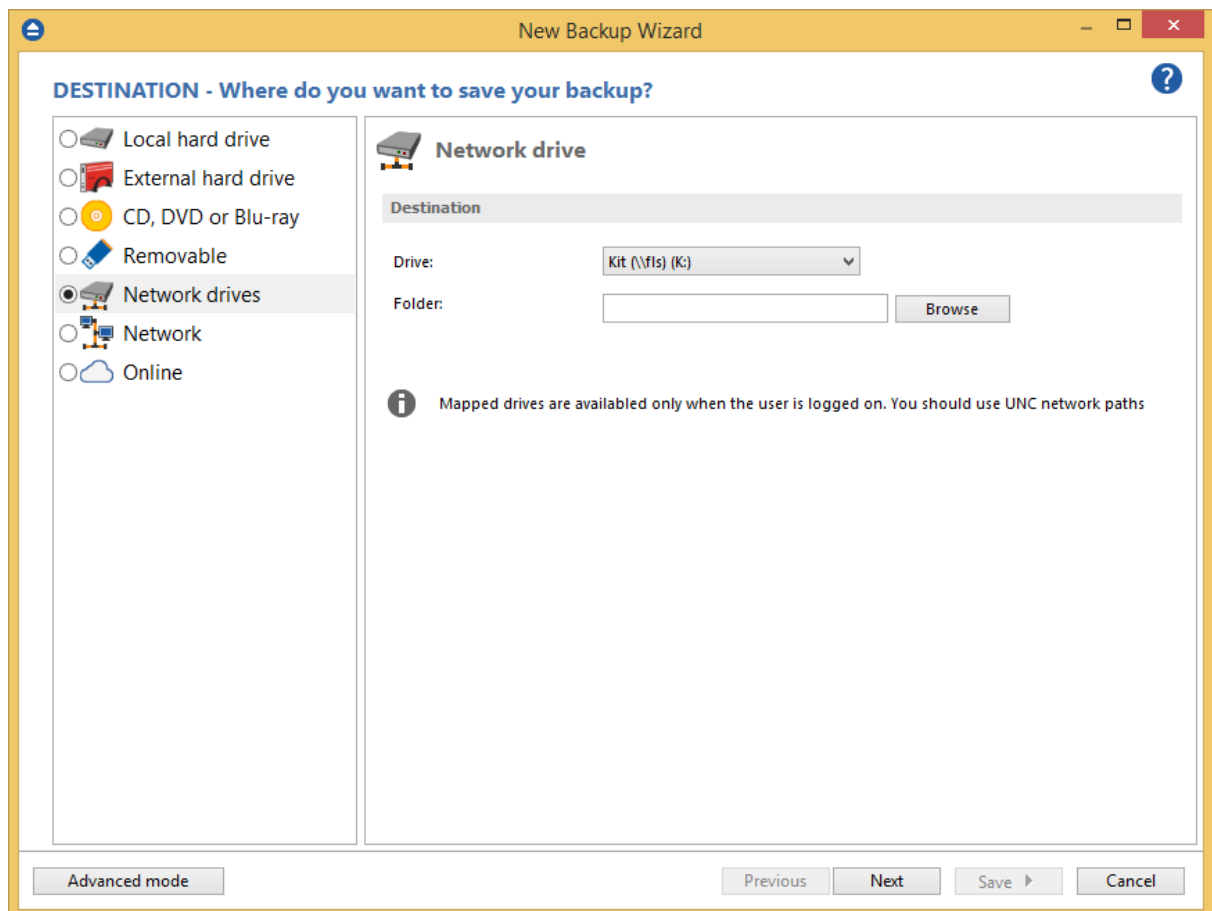 New Backup Wizard
DESTINATION - Where do you want to save your backup?
?
Local hard drive
External hard drive
CD, DVD or Blu-ray
Removable
Network drives
Network
Online
Network drive
Destination
Drive:
Kit (\\fls) (K:)
Folder:
Browse
Mapped drives are availabled only when the user is logged on. You should use UNC network paths
Advanced mode
Previous
Next
Save
Cancel